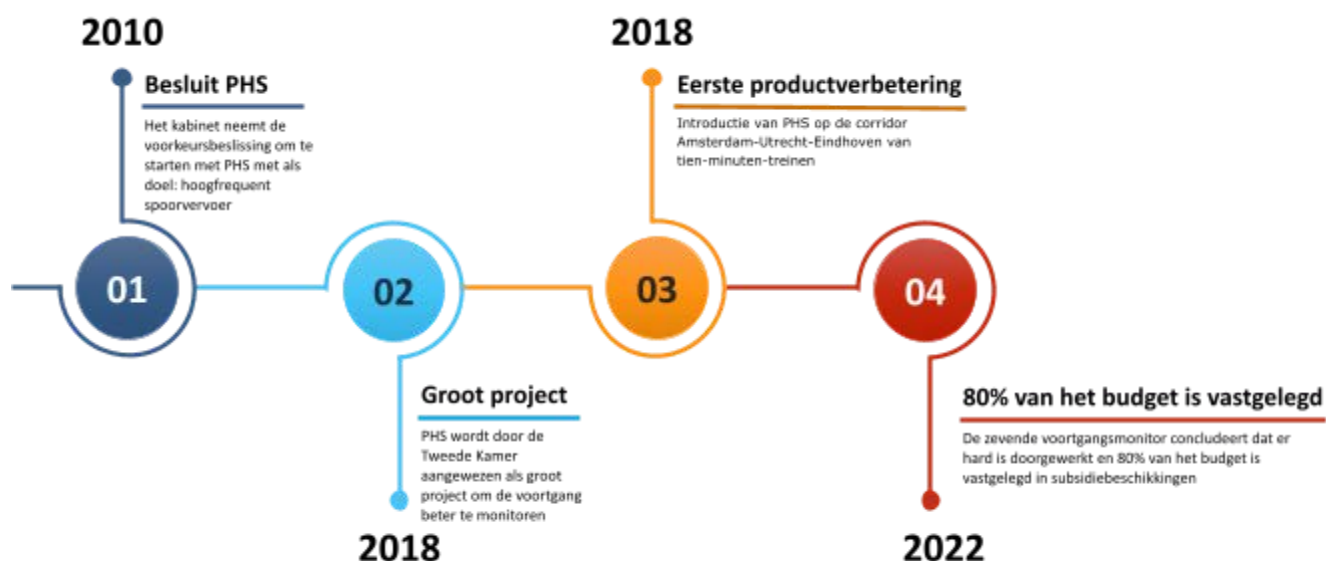 2010
Besluit PHS
Het kabinet neemt de
voorkeursbeslissing om te
starten met PHS met als
doel: hoogfrequent
spoorvervoer
01
02
Groot project
PHS wordt door de
Tweede Kamer
aangewezen als groot
project om de voortgang
beter te monitoren
2018
2018
Eerste productverbetering
Introductie van PHS op de corridor
Amsterdam-Utrecht-Eindhoven van
tien-minuten-treinen
03
04
80% van het budget is vastgelegd
De zevende voortgangsmonitor concludeert dat er
hard is doorgewerkt en 80% van het budget is
vastgelegd in subsidiebeschikkingen
2022